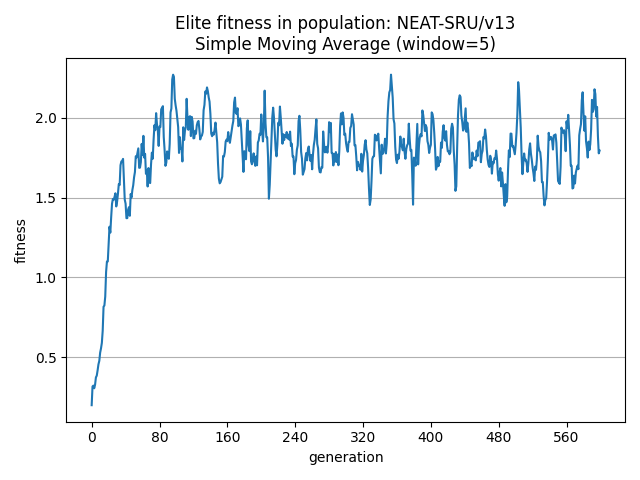 Elite fitness in population: NEAT-SRU/v13
Simple Moving Average (window=5)
fitness
2.0
1.5
1.0
0.5
0 80 160 240 320 400 480 560
generation